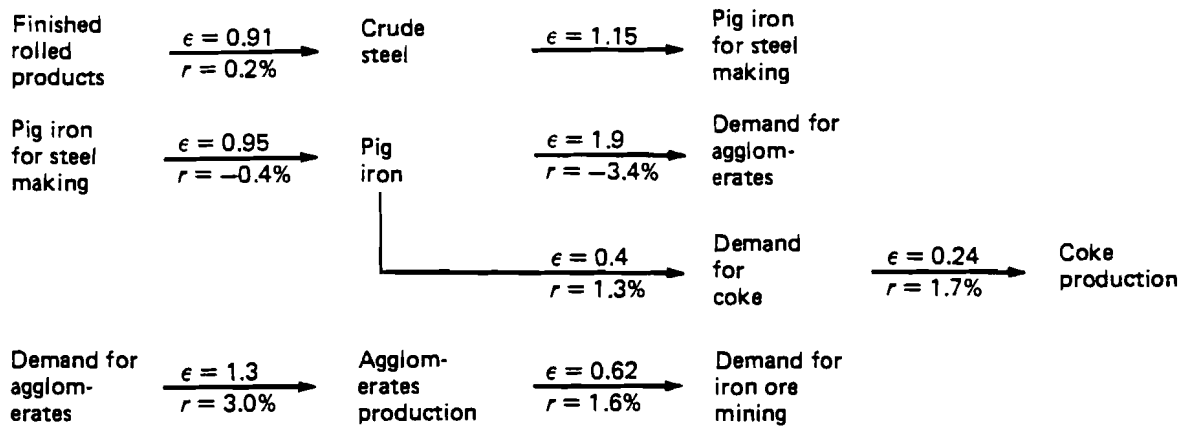 Finished
rolled
products
ϵ = 0.91
r = 0.2%
Crude
steel
ϵ = 1.15
Pig iron
for steel
making
Pig iron
for steel
making
ϵ = 0.95
r = −0.4%
Pig
iron
ϵ = 1.9
r = −3.4%
Demand for
agglom-
erates
ϵ = 0.4
r = 1.3%
Demand
for
coke
ϵ = 0.24
r = 1.7%
Coke
production
Demand for
agglom-
erates
ϵ = 1.3
r = 3.0%
Agglom-
erates
production
ϵ = 0.62
r = 1.6%
Demand for
iron ore
mining